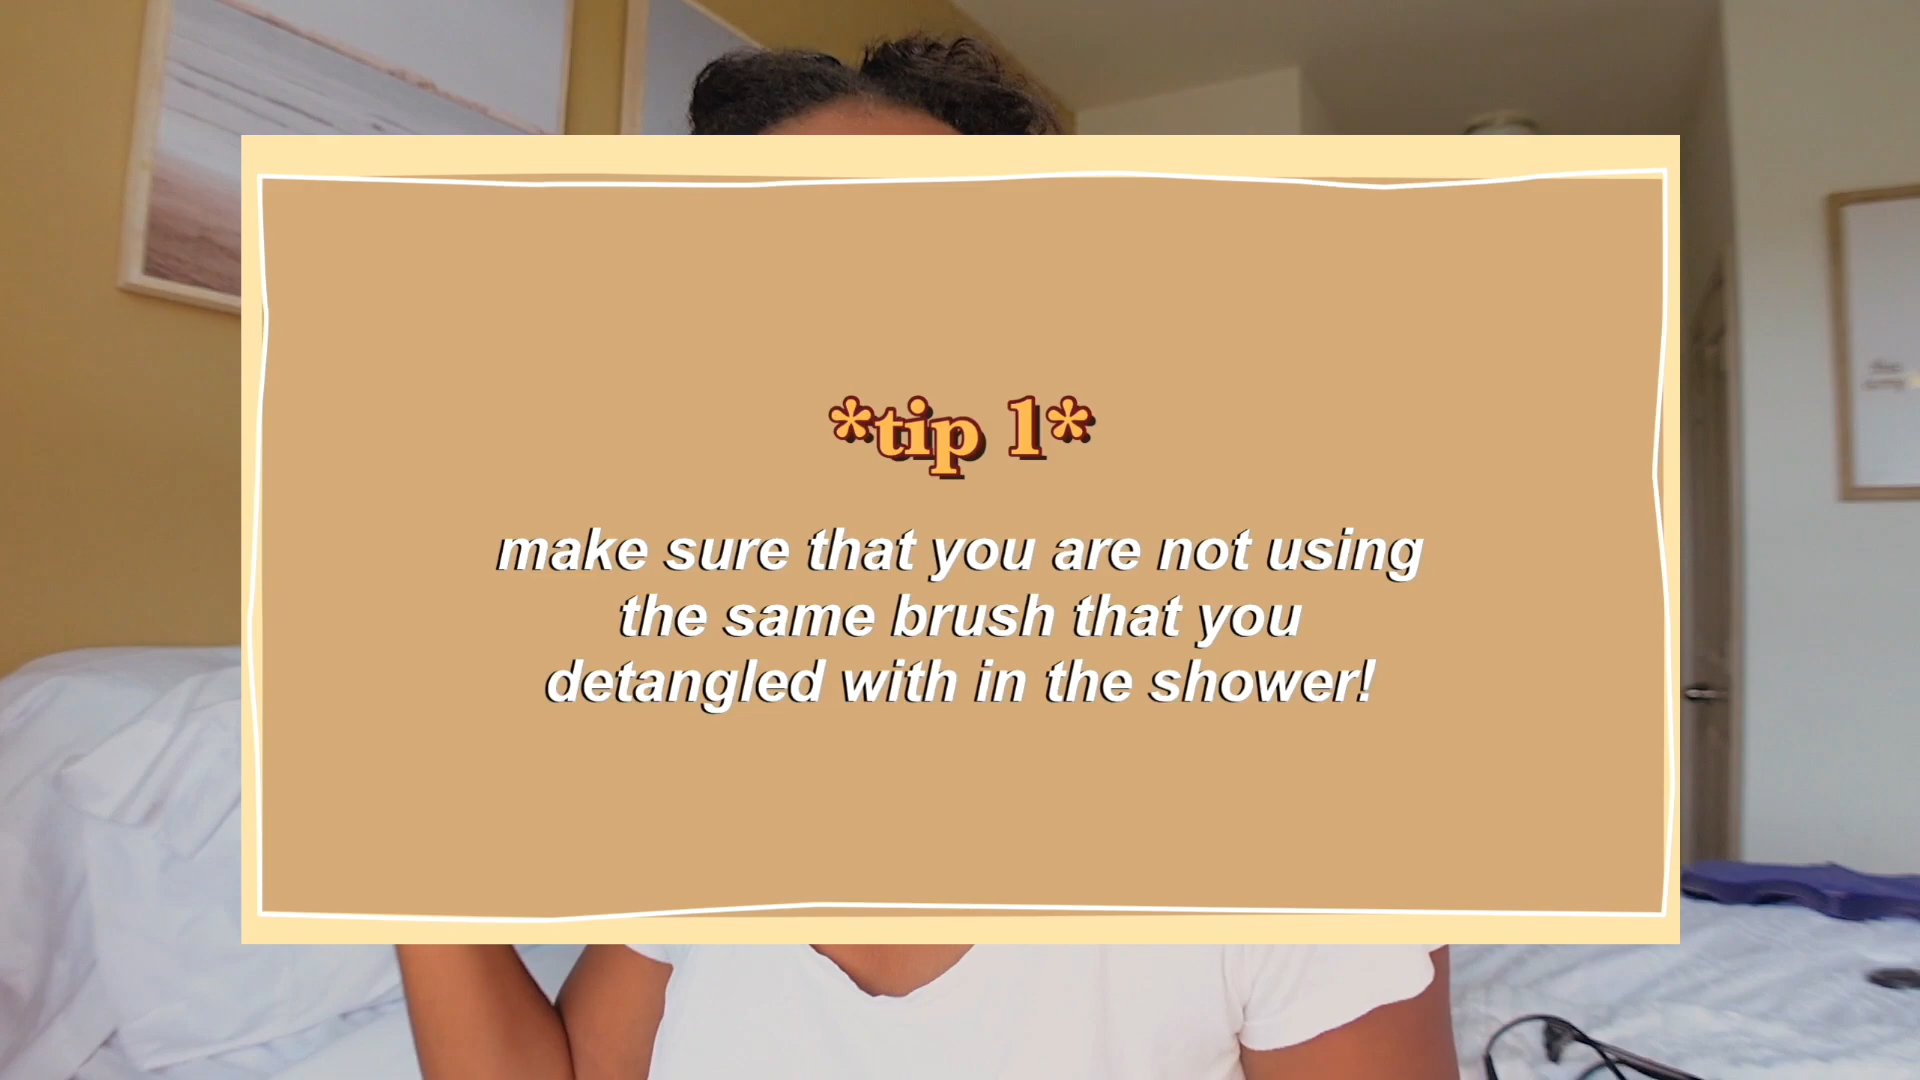 *tip 1*
make sure that you are not using
the same brush that you
detangled with in the shower!